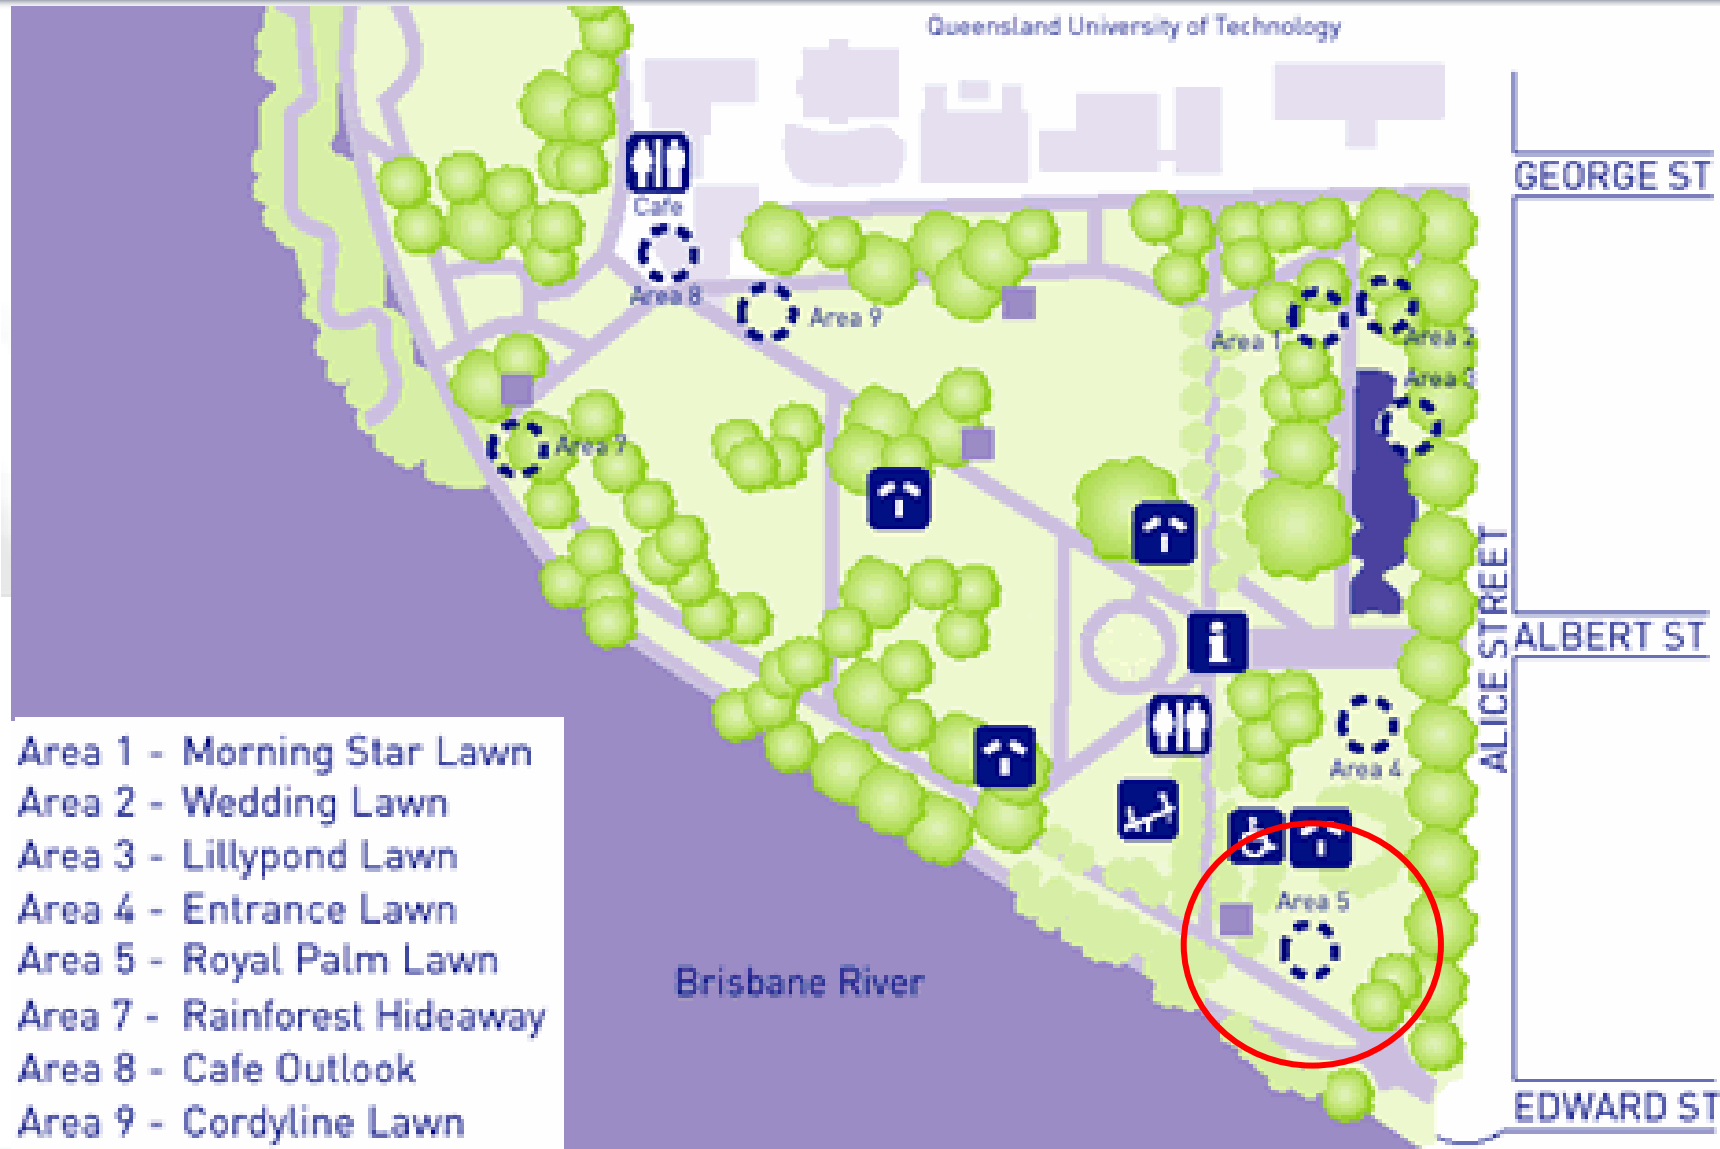 Queensland University of Technology
GEORGE ST
Cafe
Area 8
Area 9
Area 1
Area 2
Area 3
Area 7
ALICE STREET
ALBERT ST
i
Area 4
Area 5
Brisbane River
EDWARD ST
Area 1 - Morning Star Lawn
Area 2 - Wedding Lawn
Area 3 - Lillypond Lawn
Area 4 - Entrance Lawn
Area 5 - Royal Palm Lawn
Area 7 - Rainforest Hideaway
Area 8 - Cafe Outlook
Area 9 - Cordyline Lawn